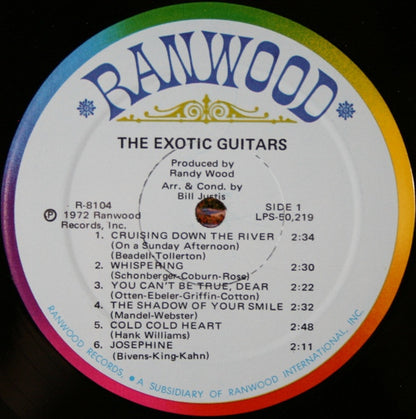 RANWOOD
THE EXOTIC GUITARS
Produced by
Randy Wood
Arr. & Cond. by
Bill Justis
R-8104
Ⓟ 1972 Ranwood
Records, Inc.
SIDE 1
LPS-50,219
1. CRUISING DOWN THE RIVER 2:34
(On a Sunday Afternoon)
(Beadell-Tollerton)
2. WHISPERING 2:30
(Schonberger-Coburn-Rose)
3. YOU CAN'T BE TRUE, DEAR 2:22
(Otten-Ebeler-Griffin-Cotton)
4. THE SHADOW OF YOUR SMILE 2:32
(Mandel-Webster)
5. COLD COLD HEART 2:48
(Hank Williams)
6. JOSEPHINE 2:11
(Bivens-King-Kahn)
RANWOOD RECORDS, • A SUBSIDIARY OF RANWOOD INTERNATIONAL, INC.